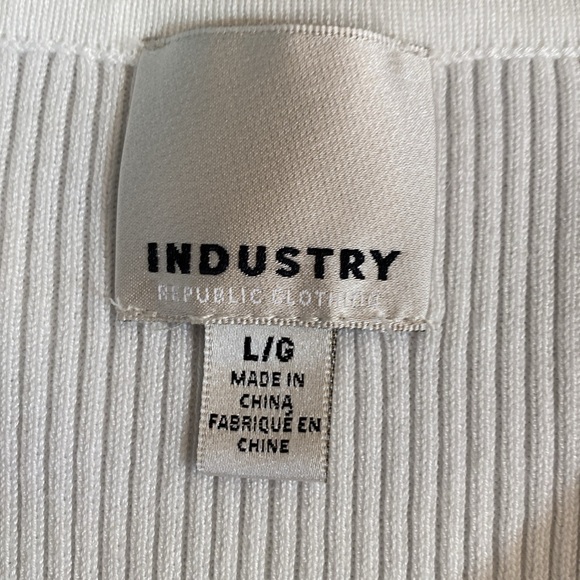 INDUSTRY
REPUBLIC CLOTHING
L/G
MADE IN
CHINA
FABRIQUÉ EN
CHINE